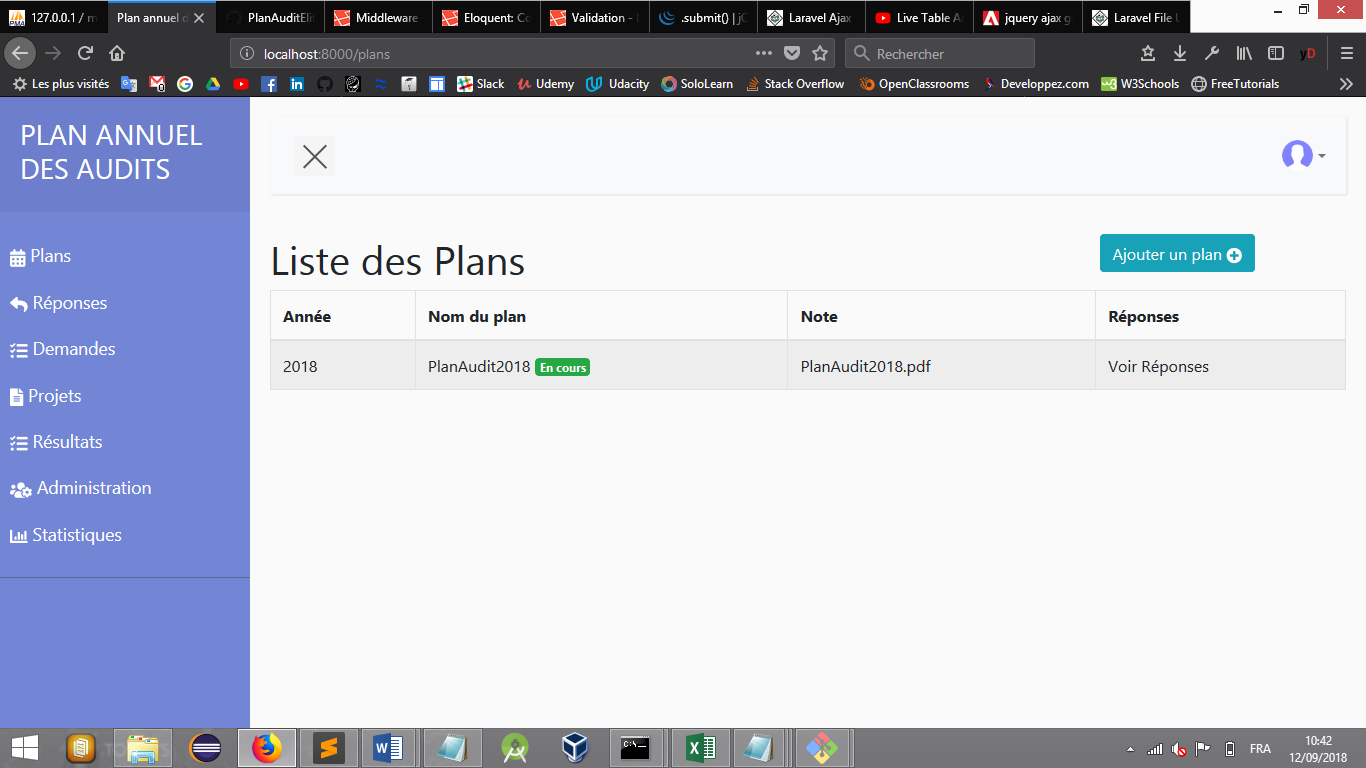 127.0.0.1 / m
Plan annuel d
PlanAuditEli
Middleware
Eloquent: Co
Validation - L
.submit() | jC
Laravel Ajax
Live Table A
jquery ajax g
Laravel File U
localhost:8000/plans
Rechercher
yD
Les plus visités
Slack
Udemy
Udacity
SoloLearn
Stack Overflow
OpenClassrooms
Developpez.com
W3Schools
FreeTutorials
PLAN ANNUEL
DES AUDITS
Plans
Réponses
Demandes
Projets
Résultats
Administration
Statistiques
Liste des Plans
Ajouter un plan
Année Nom du plan Note Réponses
2018 PlanAudit2018 En cours PlanAudit2018.pdf Voir Réponses
FRA
10:42
12/09/2018